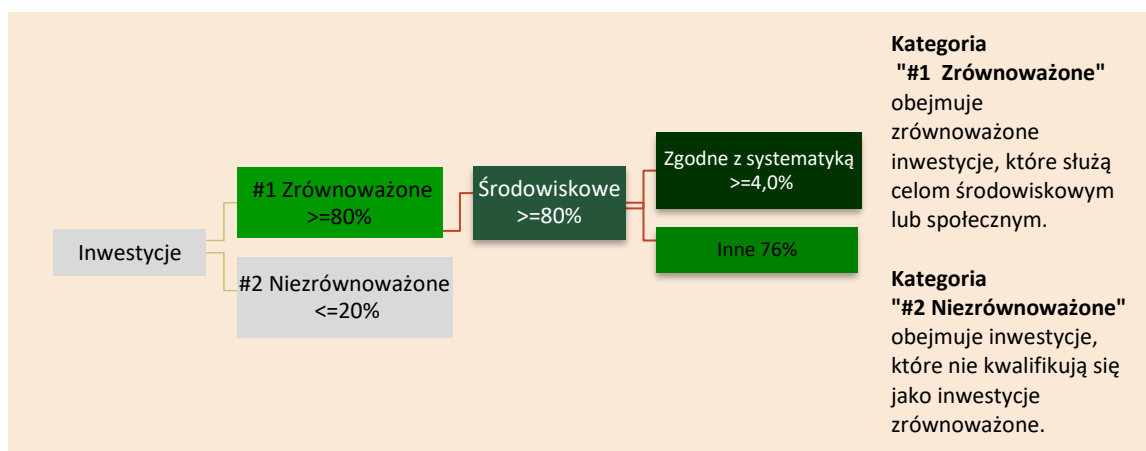 Inwestycje
#1 Zrównoważone
>=80%
#2 Niezrównoważone
<=20%
Środowiskowe
>=80%
Zgodne z systematyką
>=4,0%
Inne 76%
Kategoria
"#1 Zrównoważone"
obejmuje
zrównoważone
inwestycje, które służą
celom środowiskowym
lub społecznym.
Kategoria
"#2 Niezrównoważone"
obejmuje inwestycje,
które nie kwalifikują się
jako inwestycje
zrównoważone.